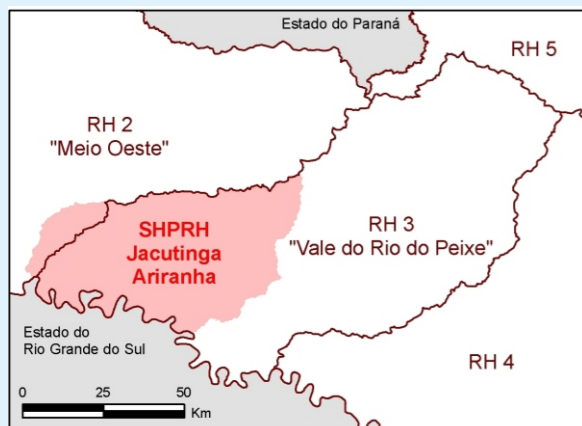 Estado do Paraná
RH 5
RH 2
"Meio Oeste"
SHPRH
Jacutinga
Ariranha
RH 3
"Vale do Rio do Peixe"
Estado do
Rio Grande do Sul
RH 4
0 25 50
Km